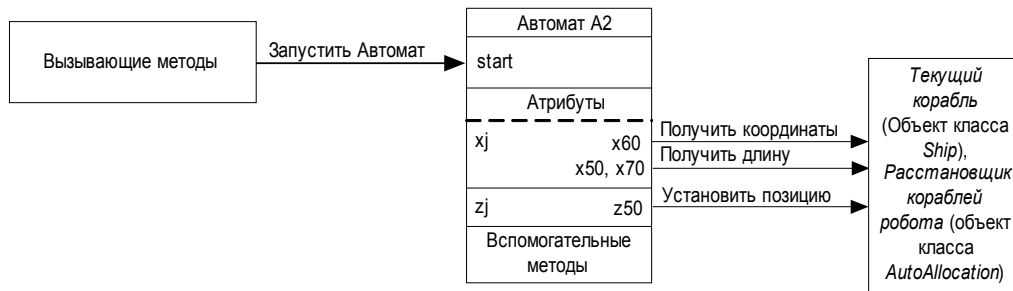 Вызывающие методы
Запустить Автомат
Автомат А2
start
Атрибуты
xj
x60
x50, x70
zj
z50
Вспомогательные
методы
Получить координаты
Получить длину
Установить позицию
Текущий
корабль
(Объект класса
Ship),
Расстановщик
кораблей
робота (объект
класса
AutoAllocation)